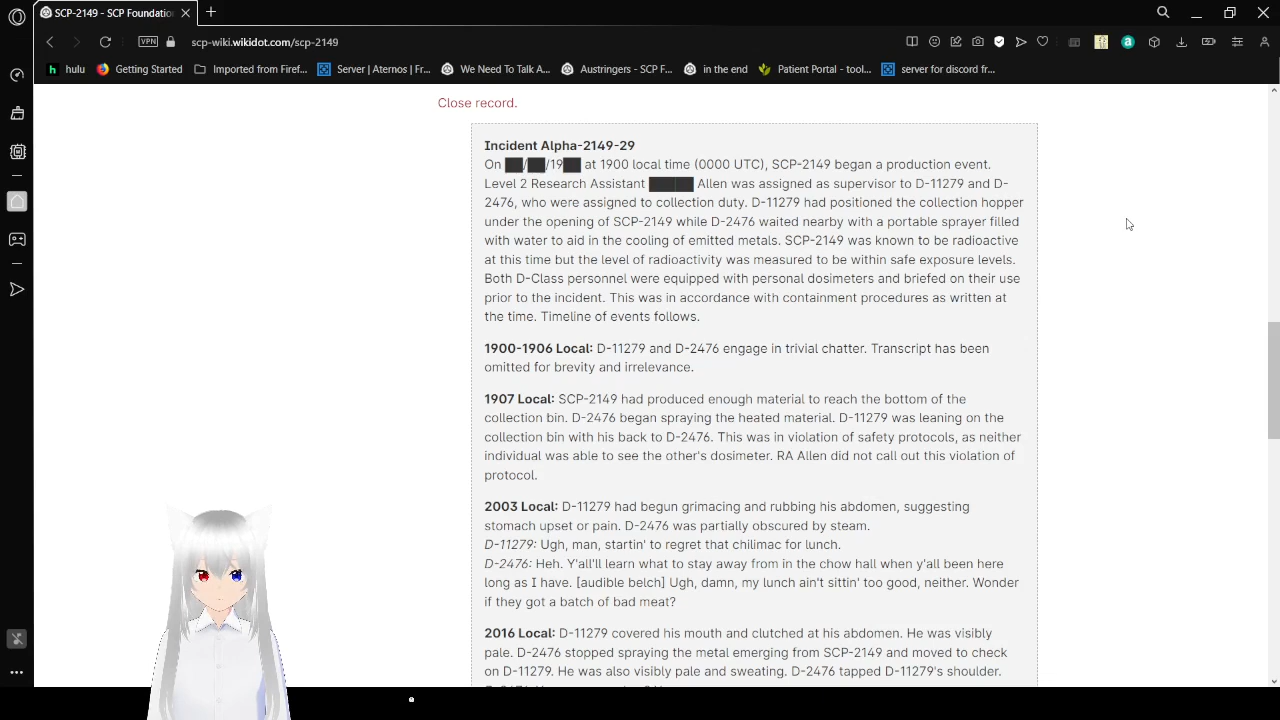 SCP-2149 - SCP Foundatio
scp-wiki.wikidot.com/scp-2149
VPN
hulu
Getting Started
Imported from Firef...
Server | Aternos | Fr...
We Need To Talk A...
Austringers - SCP F...
in the end
Patient Portal - tool...
server for discord fr...
Close record.
Incident Alpha-2149-29
On ██/██/19██ at 1900 local time (0000 UTC), SCP-2149 began a production event.
Level 2 Research Assistant █████ Allen was assigned as supervisor to D-11279 and D-
2476, who were assigned to collection duty. D-11279 had positioned the collection hopper
under the opening of SCP-2149 while D-2476 waited nearby with a portable sprayer filled
with water to aid in the cooling of emitted metals. SCP-2149 was known to be radioactive
at this time but the level of radioactivity was measured to be within safe exposure levels.
Both D-Class personnel were equipped with personal dosimeters and briefed on their use
prior to the incident. This was in accordance with containment procedures as written at
the time. Timeline of events follows.
1900-1906 Local: D-11279 and D-2476 engage in trivial chatter. Transcript has been
omitted for brevity and irrelevance.
1907 Local: SCP-2149 had produced enough material to reach the bottom of the
collection bin. D-2476 began spraying the heated material. D-11279 was leaning on the
collection bin with his back to D-2476. This was in violation of safety protocols, as neither
individual was able to see the other's dosimeter. RA Allen did not call out this violation of
protocol.
2003 Local: D-11279 had begun grimacing and rubbing his abdomen, suggesting
stomach upset or pain. D-2476 was partially obscured by steam.
D-11279: Ugh, man, startin' to regret that chilimac for lunch.
D-2476: Heh. Y'all'll learn what to stay away from in the chow hall when y'all been here
long as I have. [audible belch] Ugh, damn, my lunch ain't sittin' too good, neither. Wonder
if they got a batch of bad meat?
2016 Local: D-11279 covered his mouth and clutched at his abdomen. He was visibly
pale. D-2476 stopped spraying the metal emerging from SCP-2149 and moved to check
on D-11279. He was also visibly pale and sweating. D-2476 tapped D-11279's shoulder.